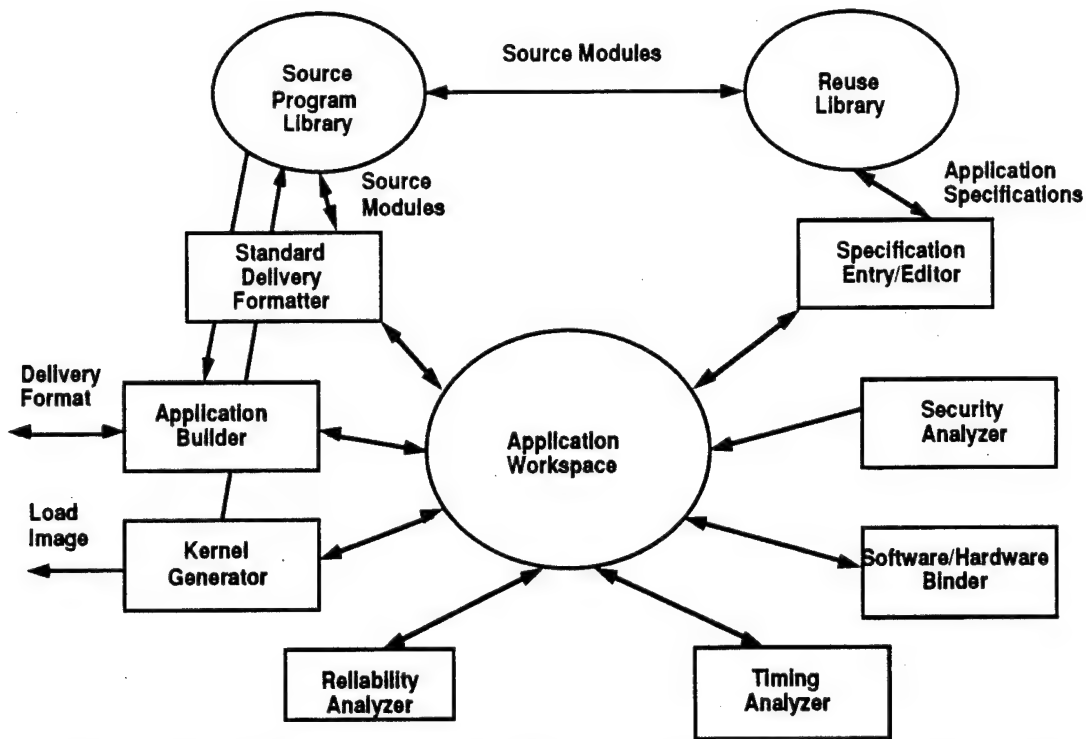 Source
Program
Library
Source Modules
Reuse
Library
Source
Modules
Application
Specifications
Standard
Delivery
Formatter
Specification
Entry/Editor
Delivery
Format
Application
Builder
Application
Workspace
Security
Analyzer
Load
Image
Kernel
Generator
Software/Hardware
Binder
Reliability
Analyzer
Timing
Analyzer